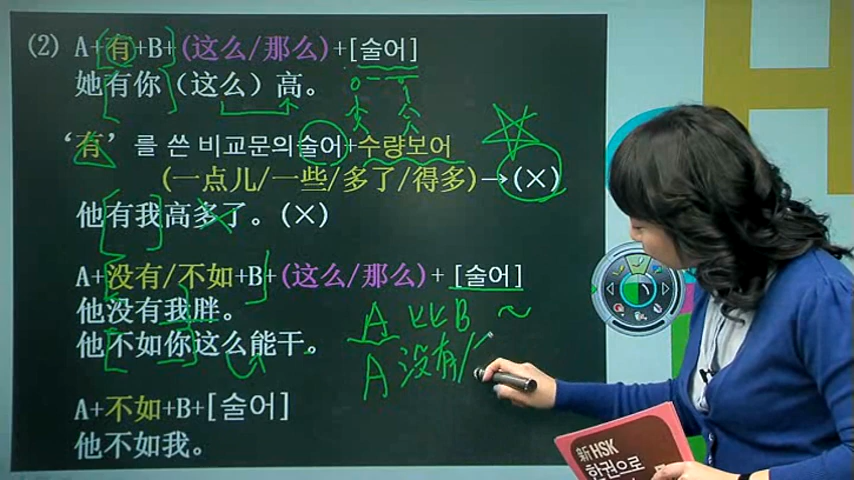 (2) A+有+B+(这么/那么)+[술어]
她有你（这么）高。
‘有’를 쓴 비교문의술어+수량보어
(一点儿/一些/多了/得多)→(×)
他有我高多了。(×)
A+没有/不如+B+(这么/那么)+[술어]
他没有我胖。
他不如你这么能干。
A 比 B ~
A 没有/
A+不如+B+[술어]
他不如我。
新HSK
한권으로